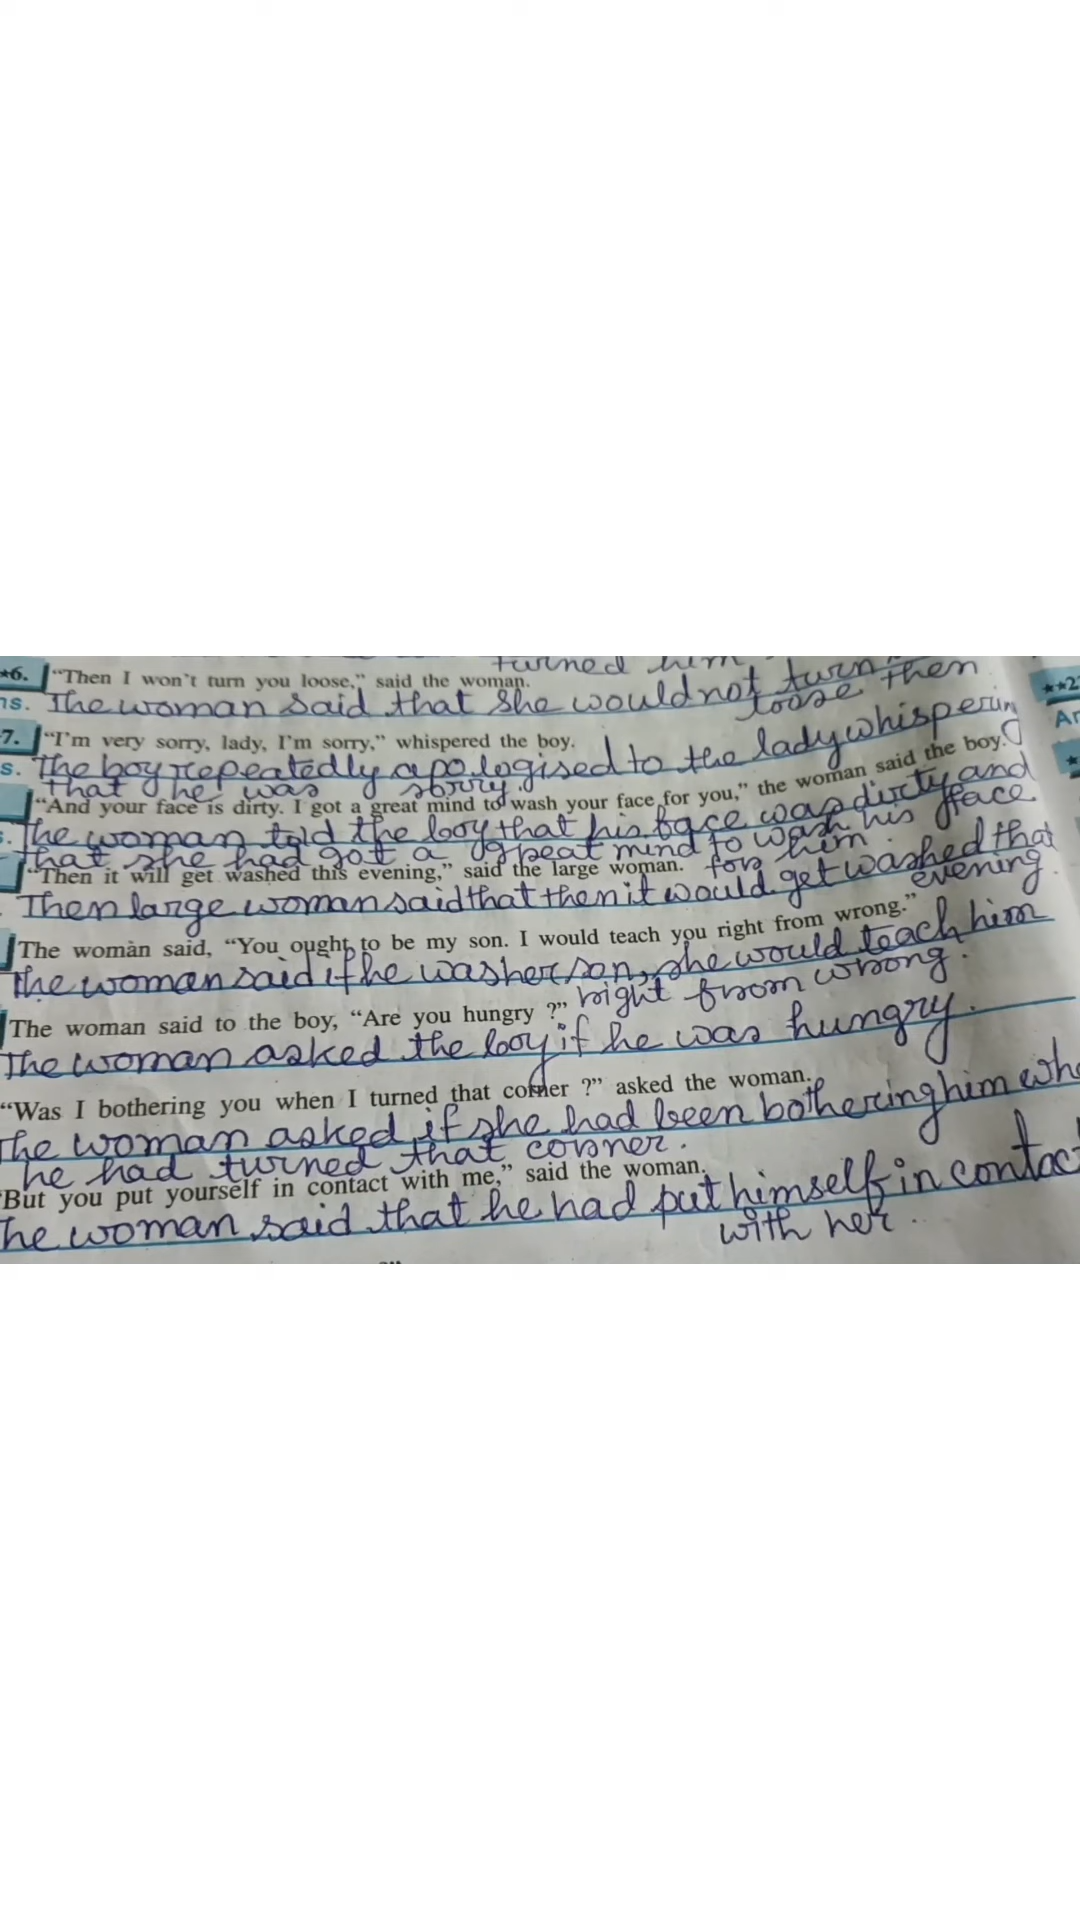 turned him
*6. "Then I won't turn you loose," said the woman.
ns. The woman said that she would not turn
loose then
7. "I'm very sorry, lady, I'm sorry," whispered the boy.
s. The boy repeatedly apologised to the lady whispering
that he was sorry.
"And your face is dirty. I got a great mind to wash your face for you," the woman said the boy.
s. The woman told the boy that his face was dirty and
that she had got a great mind to wash his face
for him.
"Then it will get washed this evening," said the large woman.
Then large woman said that then it would get washed that
evening.
The woman said, "You ought to be my son. I would teach you right from wrong."
The woman said if he was her son, she would teach him
right from wrong.
The woman said to the boy, "Are you hungry ?"
The woman asked the boy if he was hungry.
"Was I bothering you when I turned that corner ?" asked the woman.
The woman asked if she had been bothering him whe
he had turned that corner.
"But you put yourself in contact with me," said the woman.
The woman said that he had put himself in contact
with her.
**2
An
*